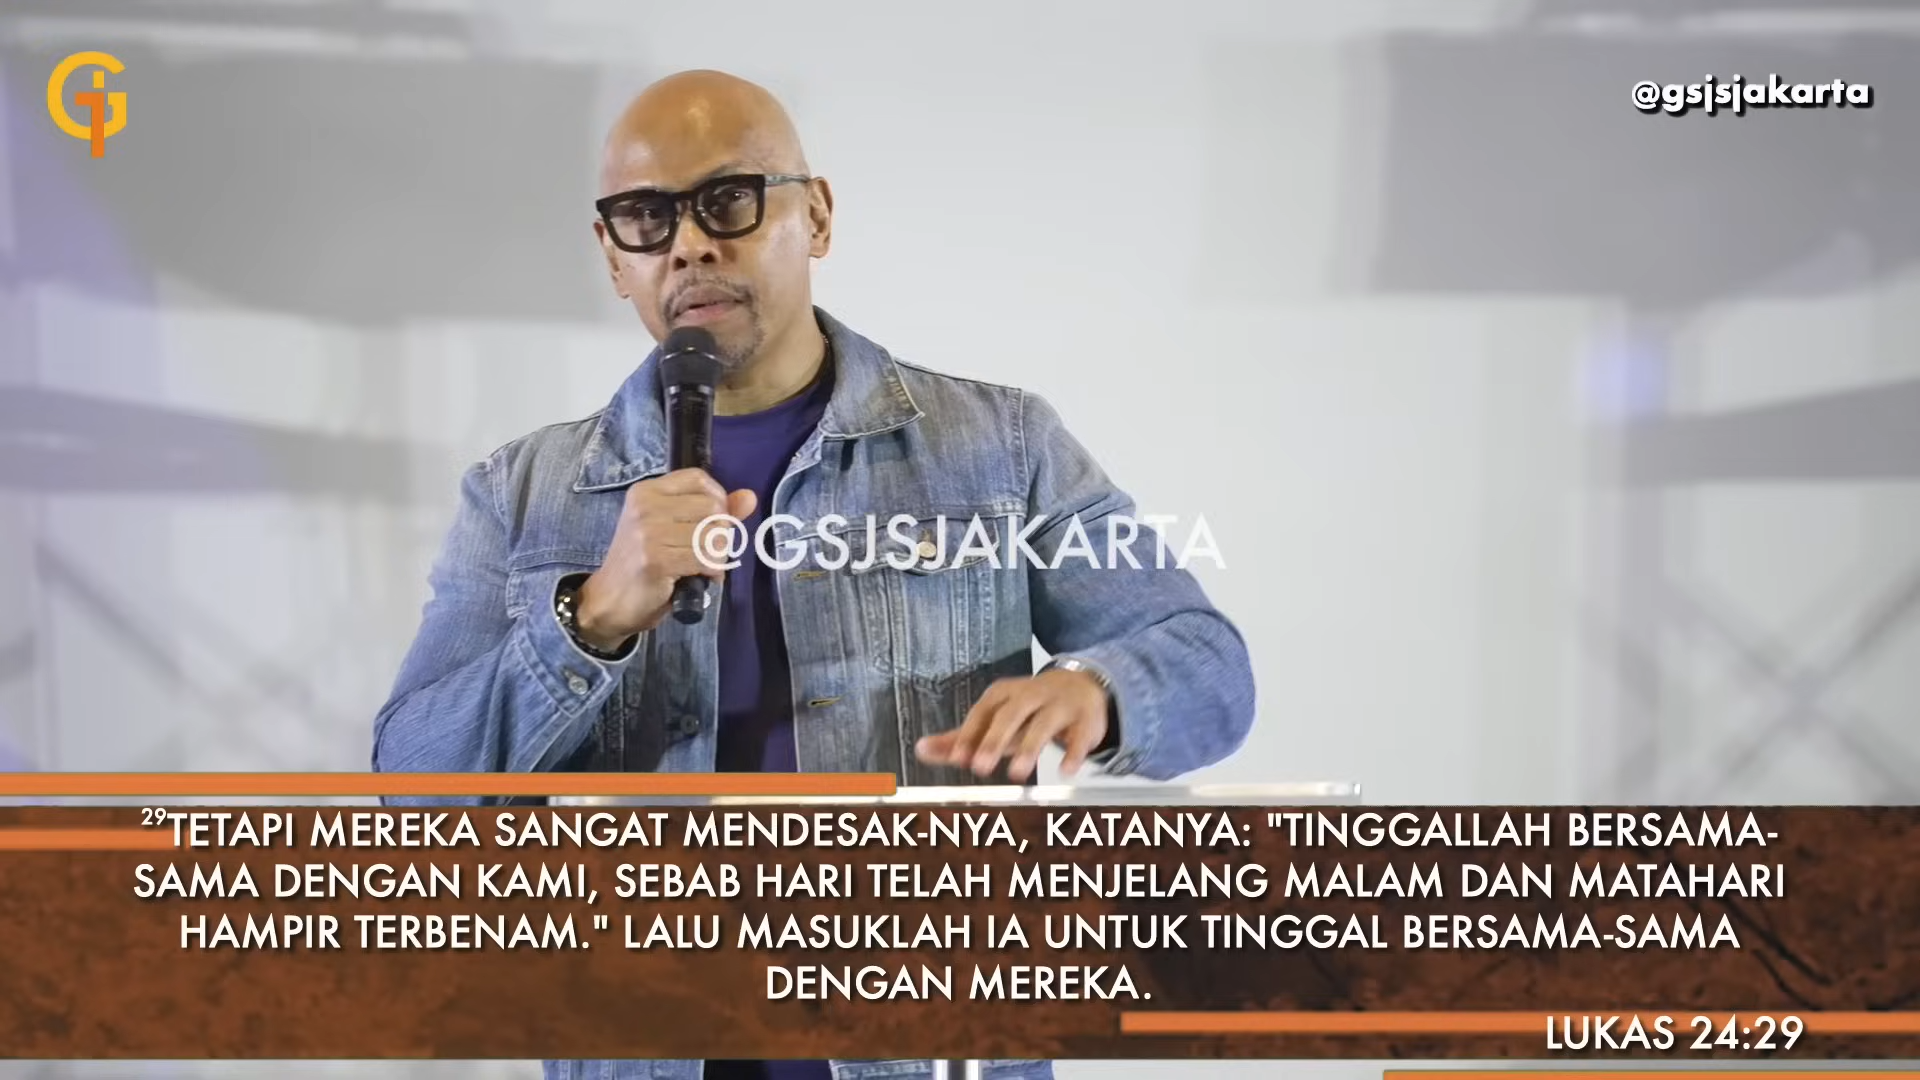 @gsjsjakarta
@GSJSJAKARTA
²⁹TETAPI MEREKA SANGAT MENDESAK-NYA, KATANYA: "TINGGALLAH BERSAMA-
SAMA DENGAN KAMI, SEBAB HARI TELAH MENJELANG MALAM DAN MATAHARI
HAMPIR TERBENAM." LALU MASUKLAH IA UNTUK TINGGAL BERSAMA-SAMA
DENGAN MEREKA.
LUKAS 24:29